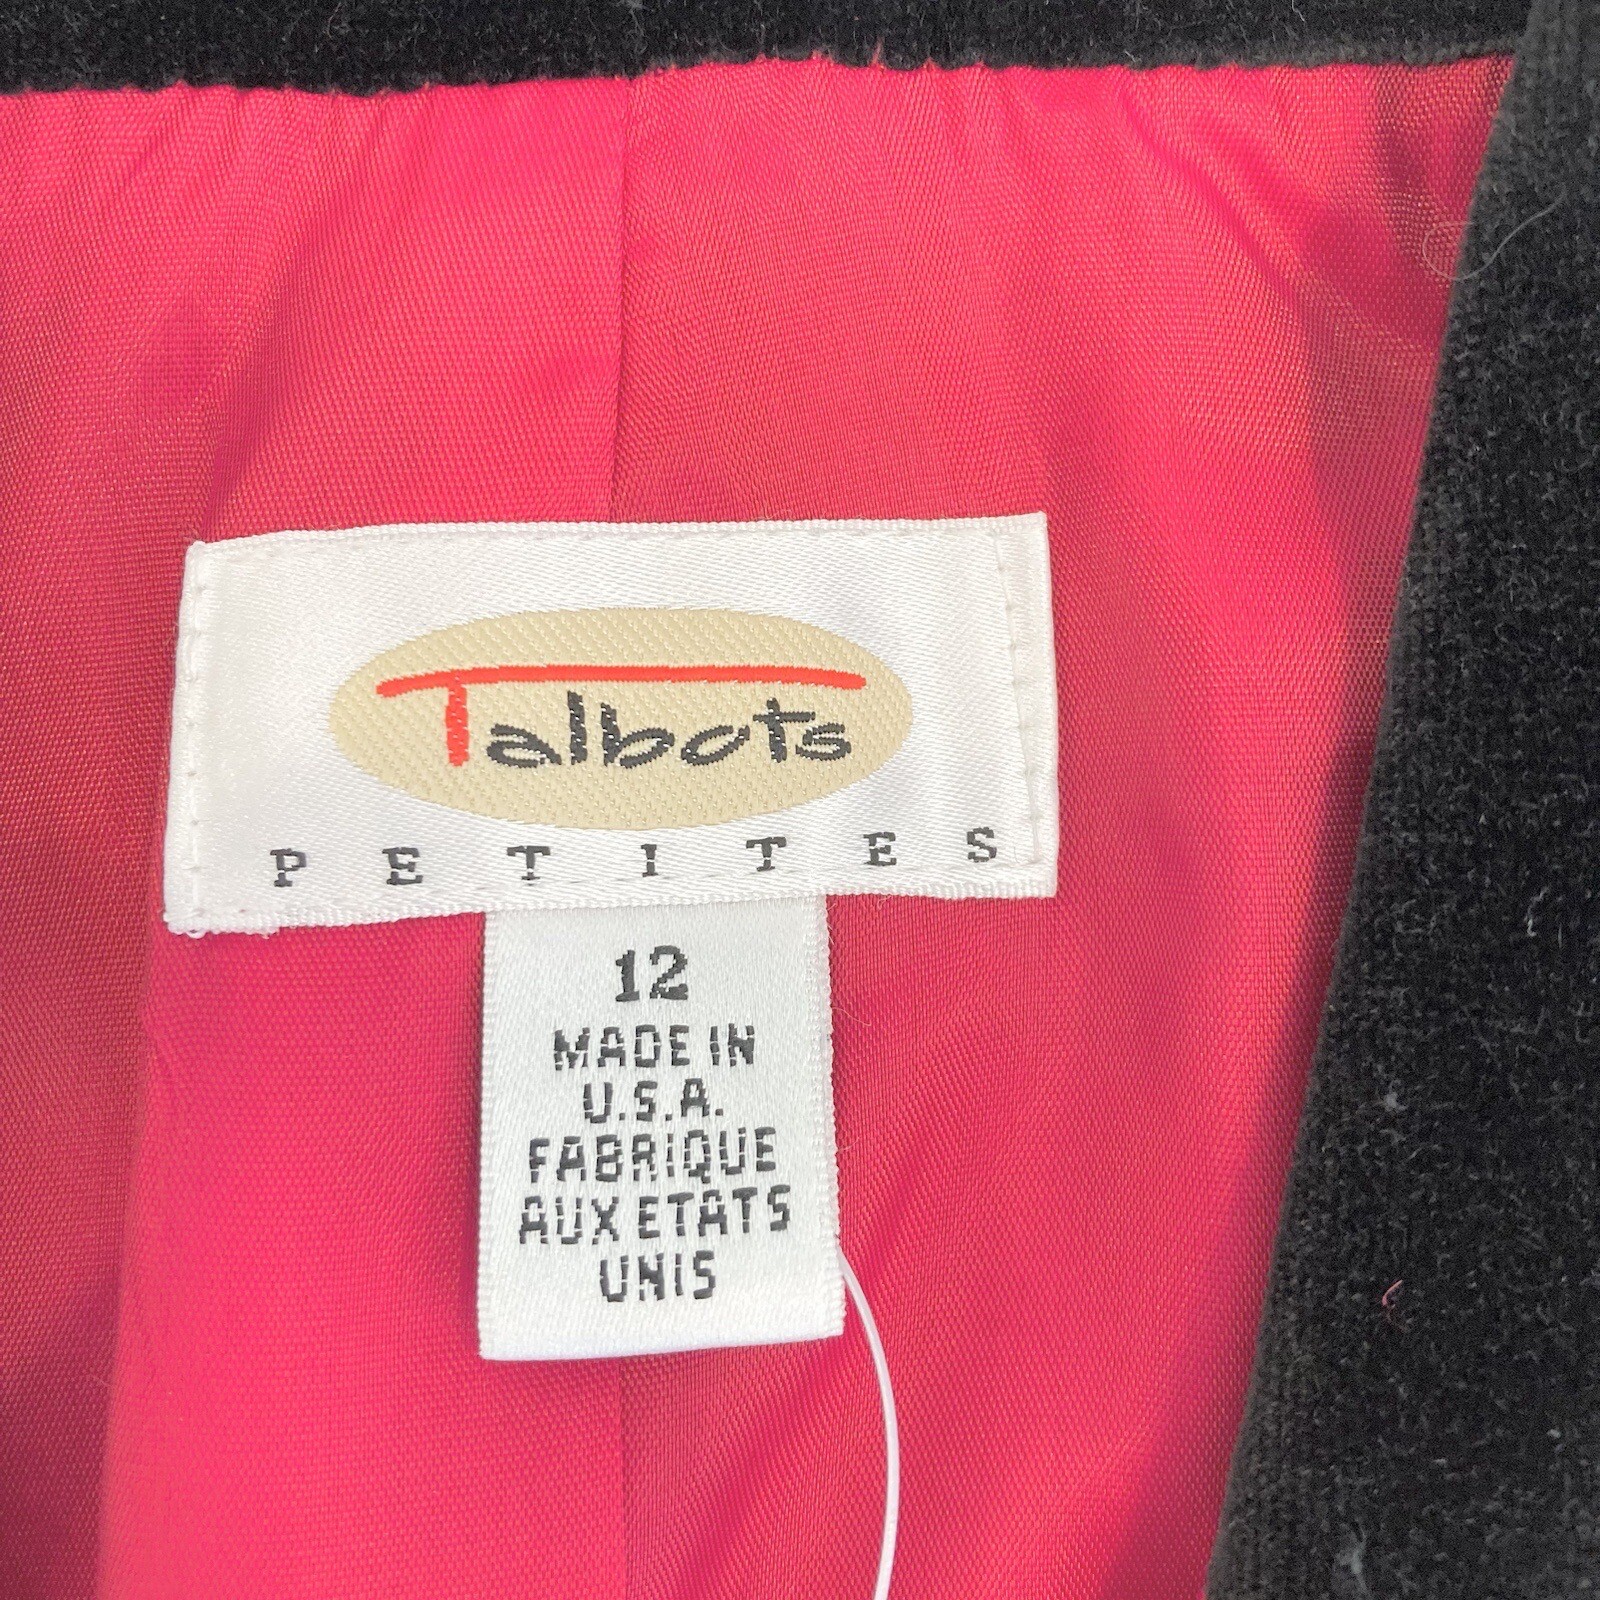 Talbots
PETITES
12
MADE IN
U.S.A.
FABRIQUE
AUX ETATS
UNIS